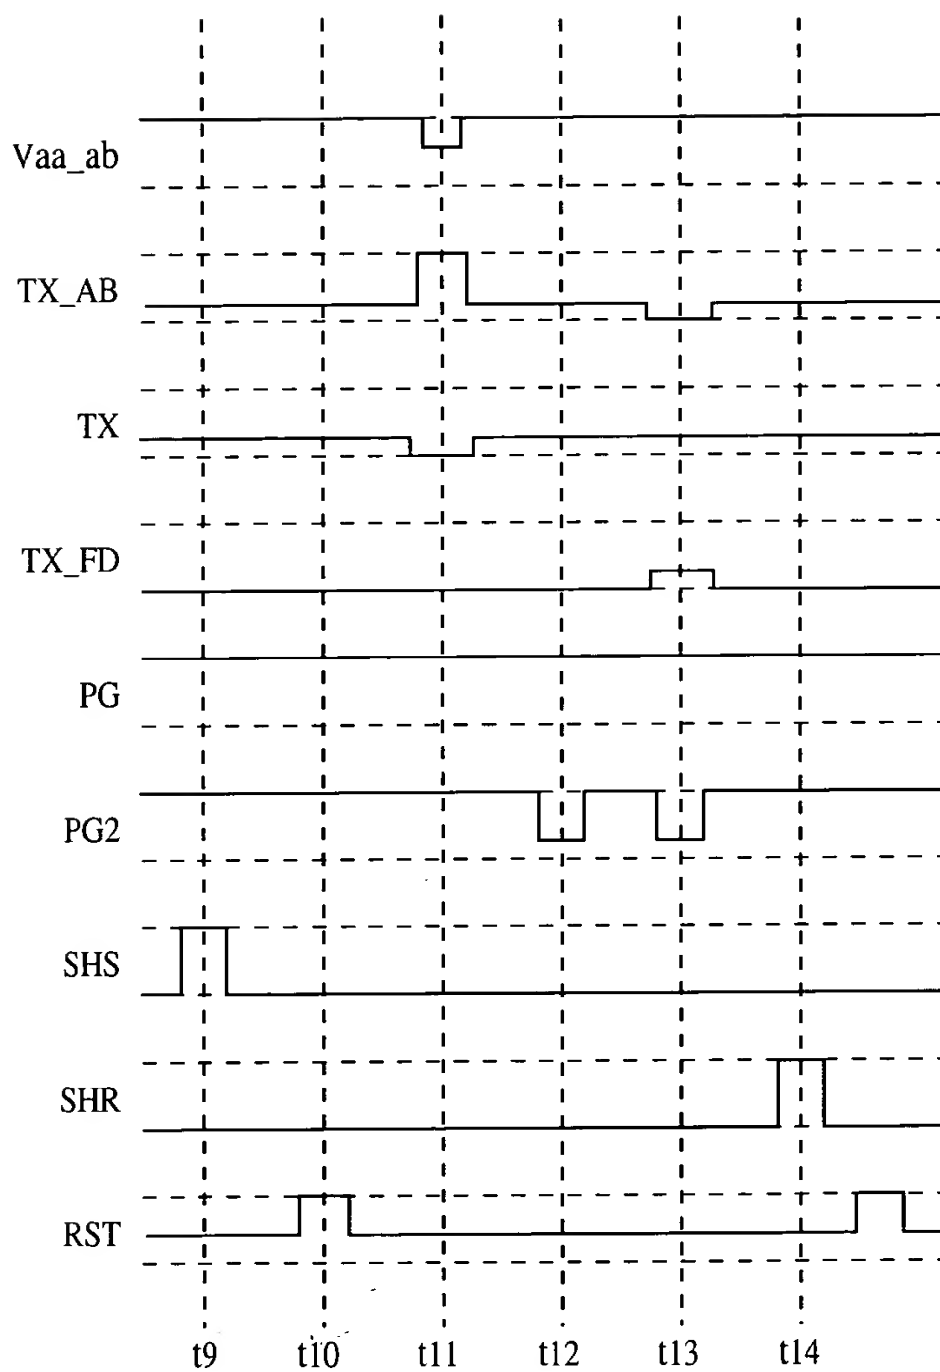 Vaa_ab
TX_AB
TX
TX_FD
PG
PG2
SHS
SHR
RST
t9 t10 t11 t12 t13 t14